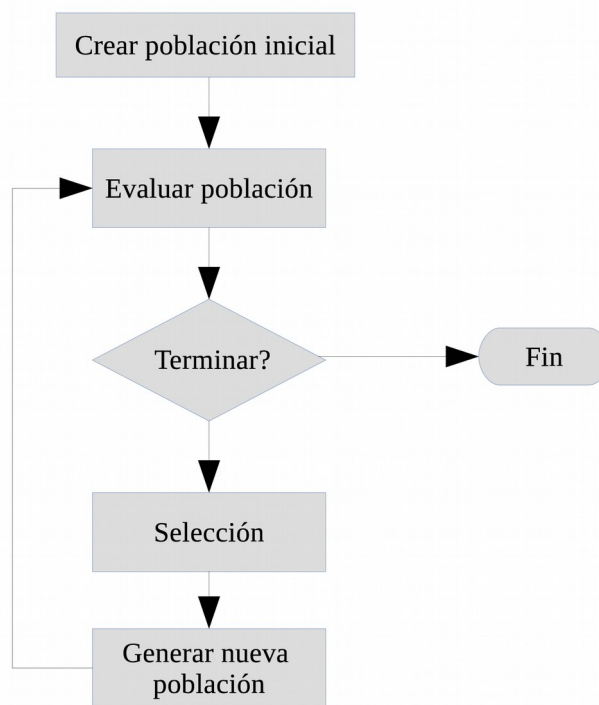 Crear población inicial
Evaluar población
Terminar?
Fin
Selección
Generar nueva
población